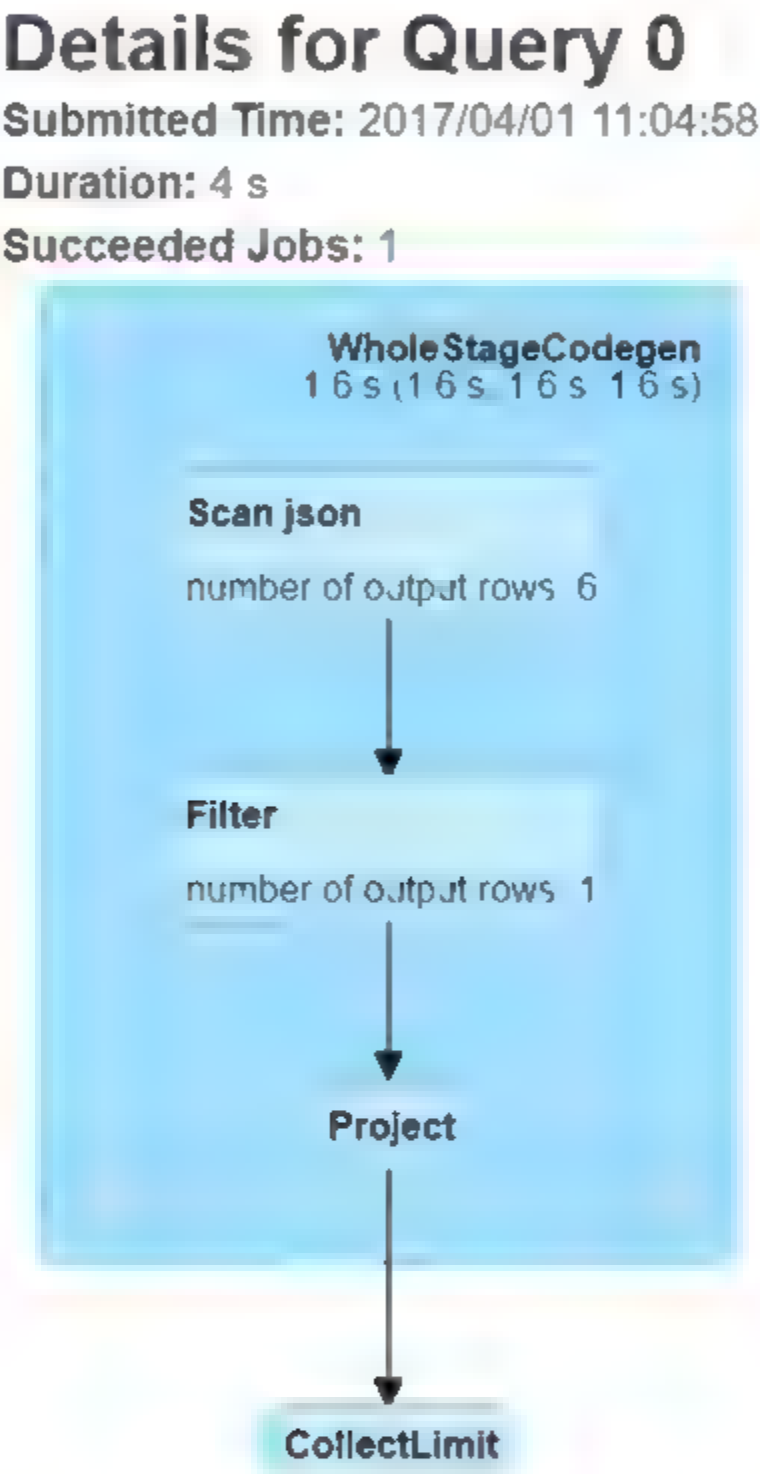 Details for Query 0
Submitted Time: 2017/04/01 11:04:58
Duration: 4 s
Succeeded Jobs: 1
WholeStageCodegen
1 6 s (1 6 s 1 6 s 1 6 s)
Scan json
number of output rows 6
Filter
number of output rows 1
Project
CollectLimit